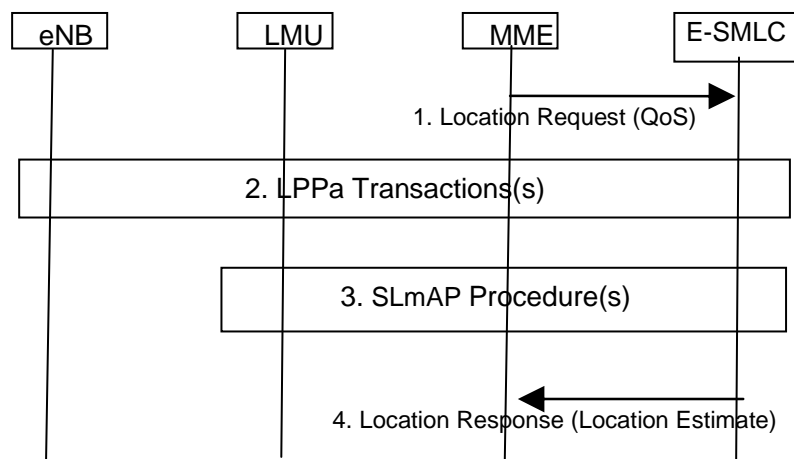 eNB
LMU
MME
E-SMLC
1. Location Request (QoS)
2. LPPa Transactions(s)
3. SLmAP Procedure(s)
4. Location Response (Location Estimate)